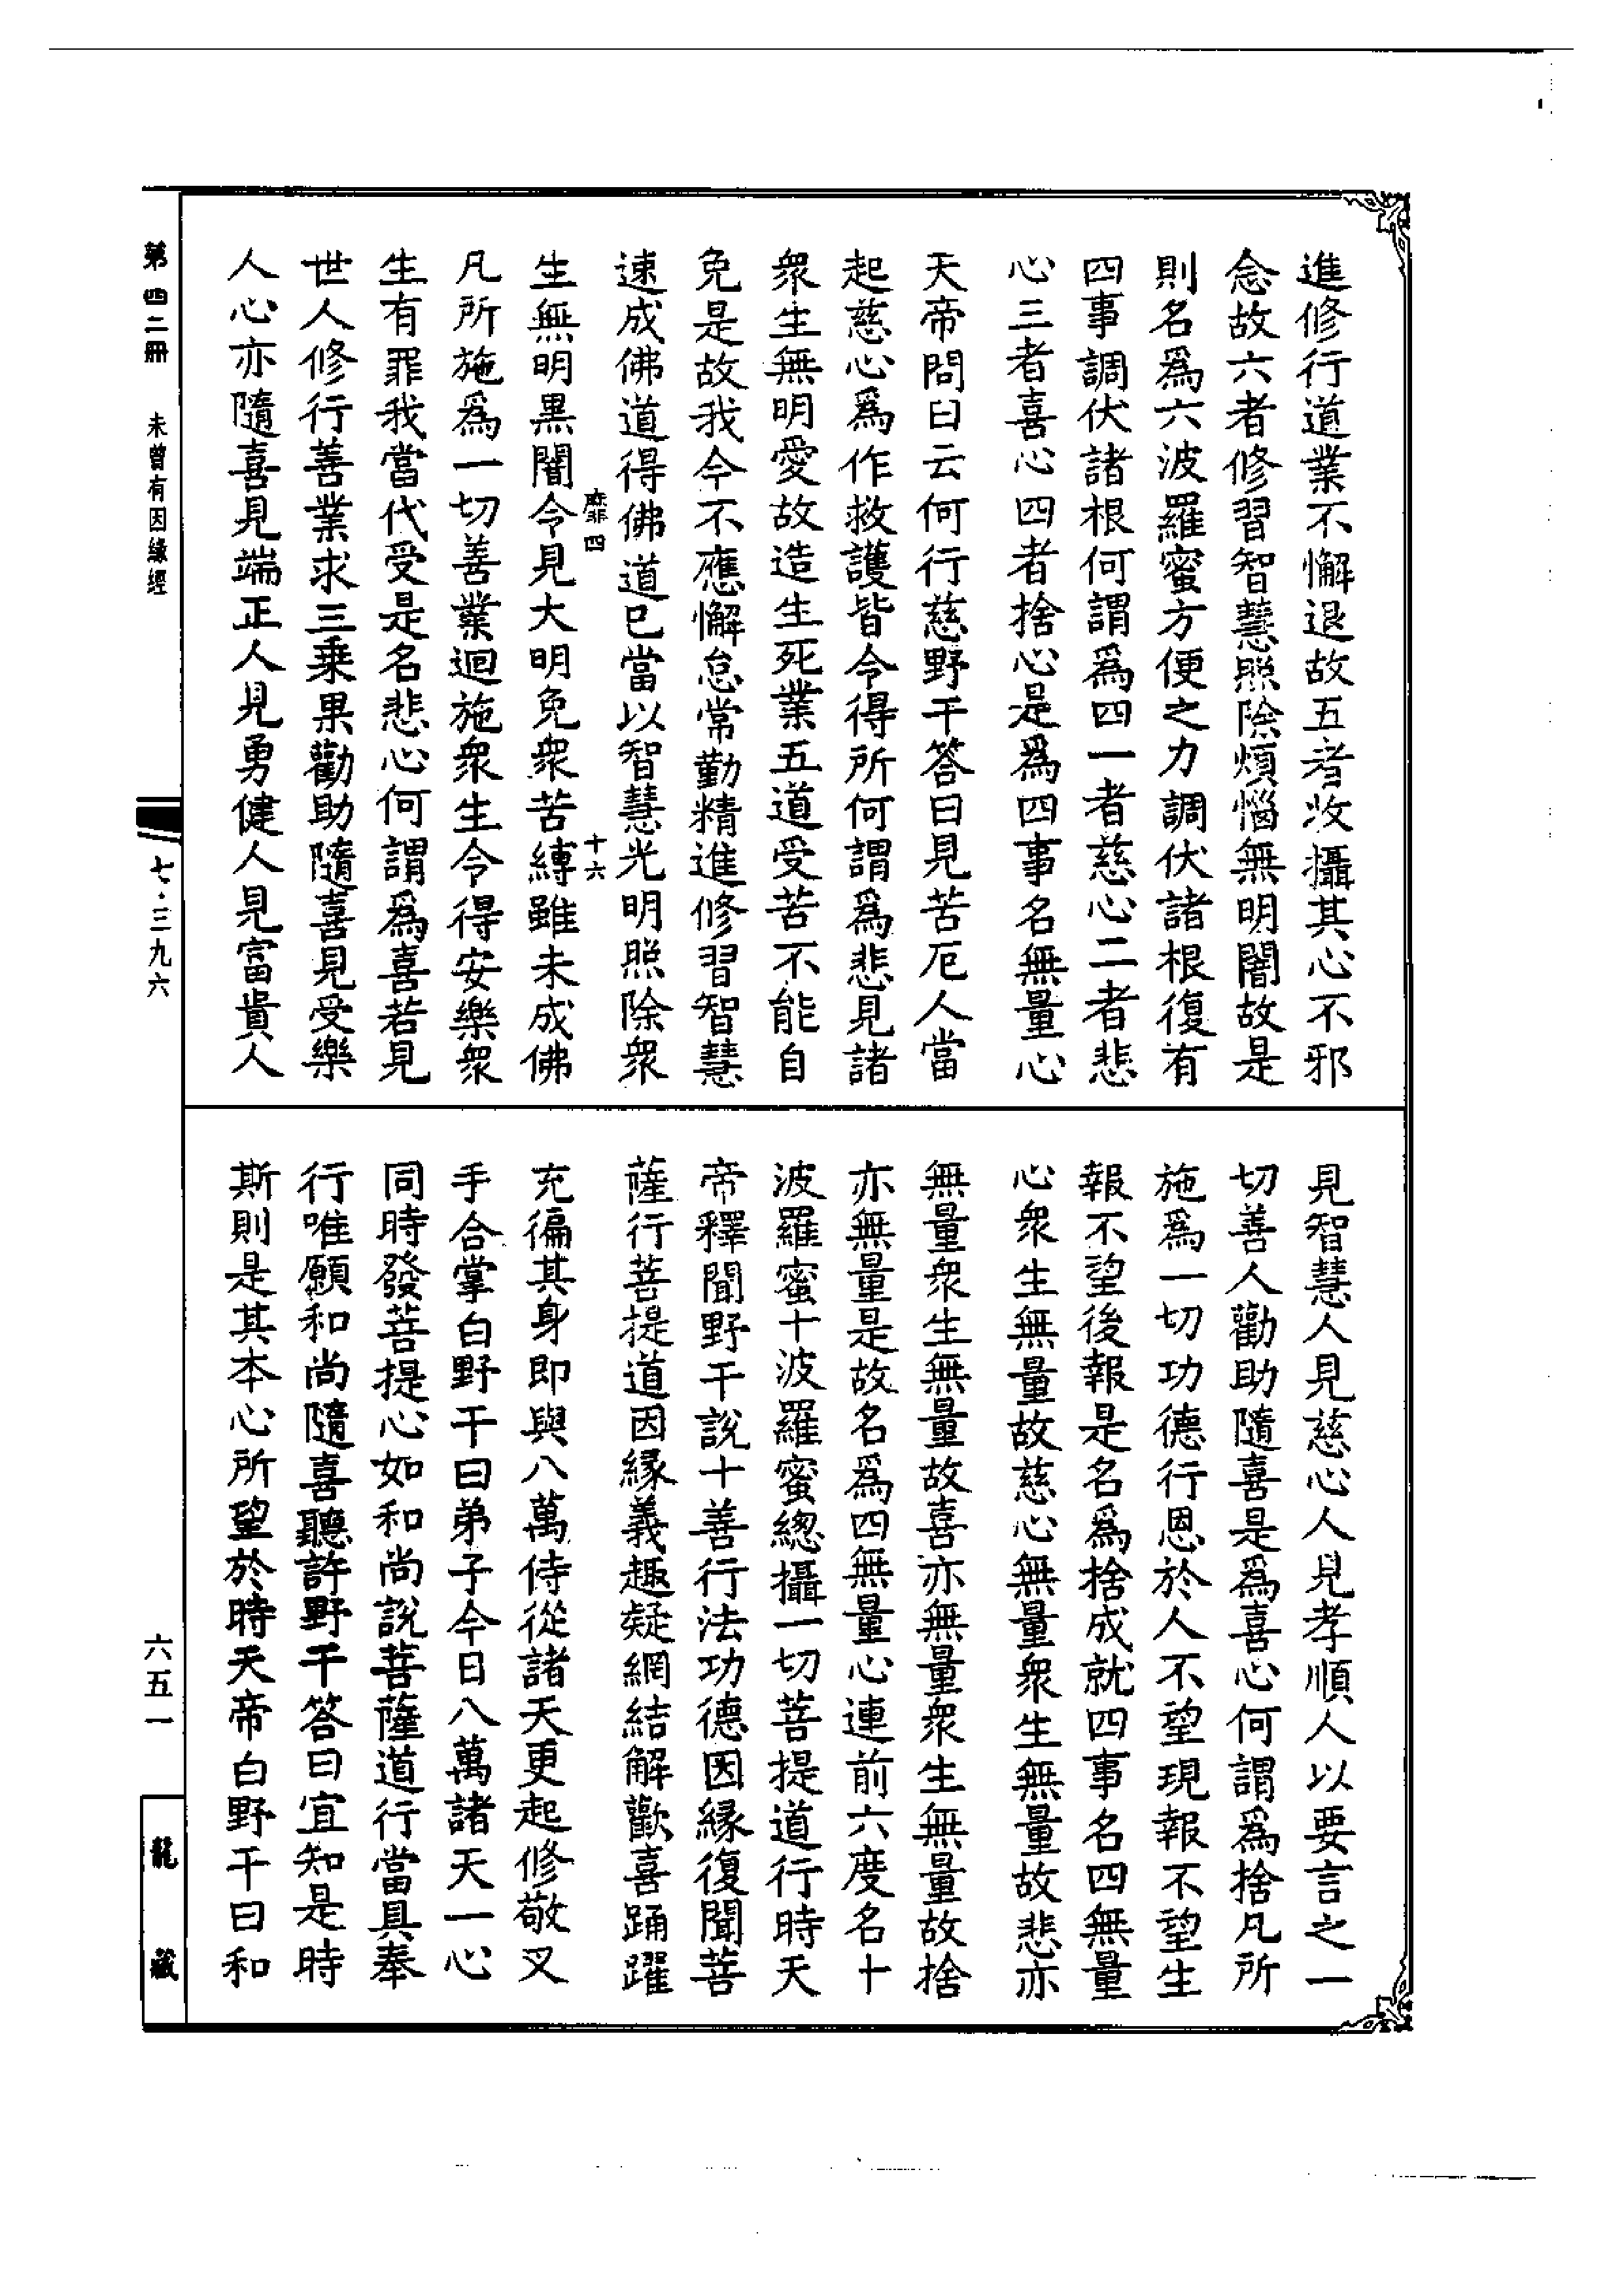 進修行道業不懈退故五者收攝其心不邪
念故六者修習智慧照除煩惱無明闇故是
則名爲六波羅蜜方便之力調伏諸根復有
四事調伏諸根何謂爲四一者慈心二者悲
心三者喜心四者捨心是爲四事名無量心
天帝問曰云何行慈野干答曰見苦厄人當
起慈心爲作救護皆令得所何謂爲悲見諸
衆生無明愛故造生死業五道受苦不能自
免是故我今不應懈怠常勤精進修習智慧
速成佛道得佛道已當以智慧光明照除衆
靡四
十六
生無明黑闇令見大明免衆苦縛雖未成佛
凡所施爲一切善業迴施衆生令得安樂衆
生有罪我當代受是名悲心何謂爲喜若見
世人修行善業求三乘果勸助隨喜見受樂
人心亦隨喜見端正人見勇健人見富貴人
見智慧人見慈心人見孝順人以要言之一
切善人勸助隨喜是爲喜心何謂爲捨凡所
施爲一切功德行恩於人不望現報不望生
報不望後報是名爲捨成就四事名四無量
心衆生無量故慈心無量衆生無量故悲亦
無量衆生無量故喜亦無量衆生無量故捨
亦無量是故名爲四無量心連前六度名十
波羅蜜十波羅蜜總攝一切菩提道行時天
帝釋聞野干說十善行法功德因緣復聞菩
薩行菩提道因緣義趣疑網結解歡喜踊躍
充徧其身即與八萬侍從諸天更起修敬叉
手合掌白野干曰弟子今日八萬諸天一心
同時發菩提心如和尚說菩薩道行當具奉
行唯願和尚隨喜聽許野干答曰宜知是時
斯則是其本心所望於時天帝白野干曰和
第四二冊
未曾有因緣經
七·三九六
六五一
龍藏